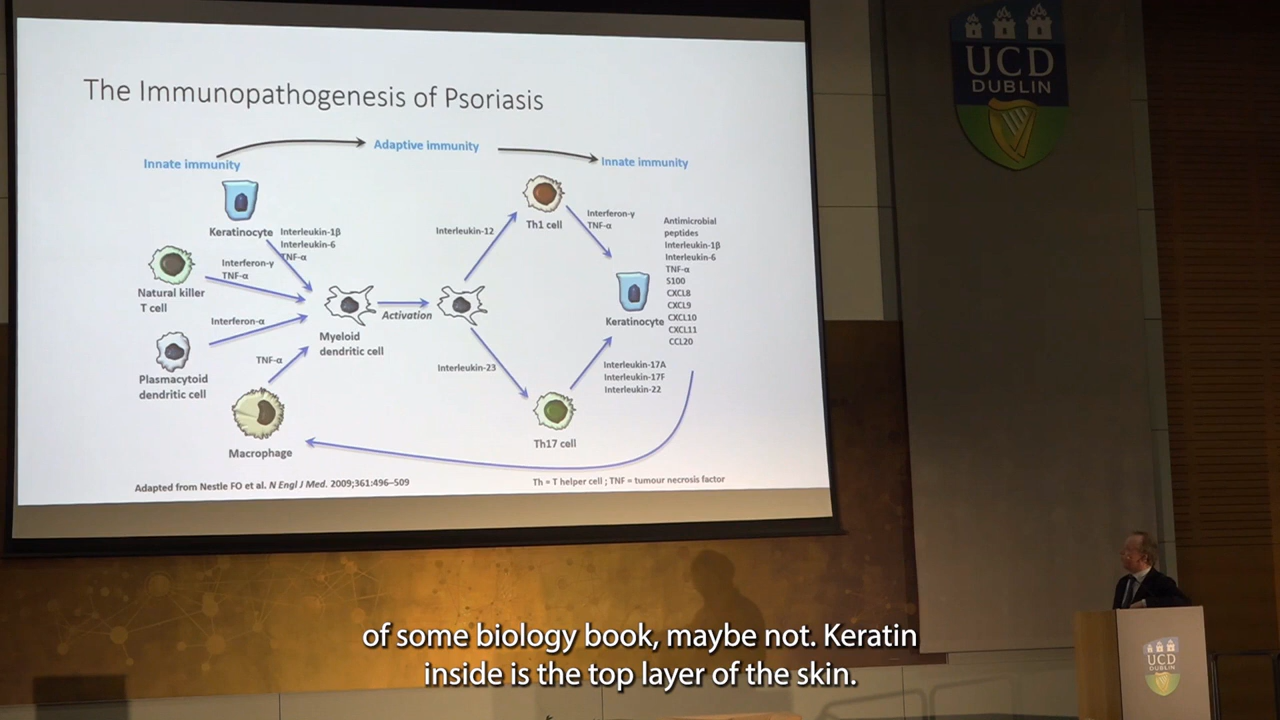 The Immunopathogenesis of Psoriasis
Innate immunity
Adaptive immunity
Innate immunity
Keratinocyte
Interleukin-1β
Interleukin-6
TNF-α
Natural killer
T cell
Interferon-γ
TNF-α
Plasmacytoid
dendritic cell
Interferon-α
TNF-α
Macrophage
Myeloid
dendritic cell
Activation
Interleukin-12
Interleukin-23
Th1 cell
Interferon-γ
TNF-α
Th17 cell
Interleukin-17A
Interleukin-17F
Interleukin-22
Keratinocyte
Antimicrobial
peptides
Interleukin-1β
Interleukin-6
TNF-α
S100
CXCL8
CXCL9
CXCL10
CXCL11
CCL20
Adapted from Nestle FO et al. N Engl J Med. 2009;361:496–509
Th = T helper cell ; TNF = tumour necrosis factor
UCD
DUBLIN
UCD
DUBLIN
of some biology book, maybe not. Keratin
inside is the top layer of the skin.